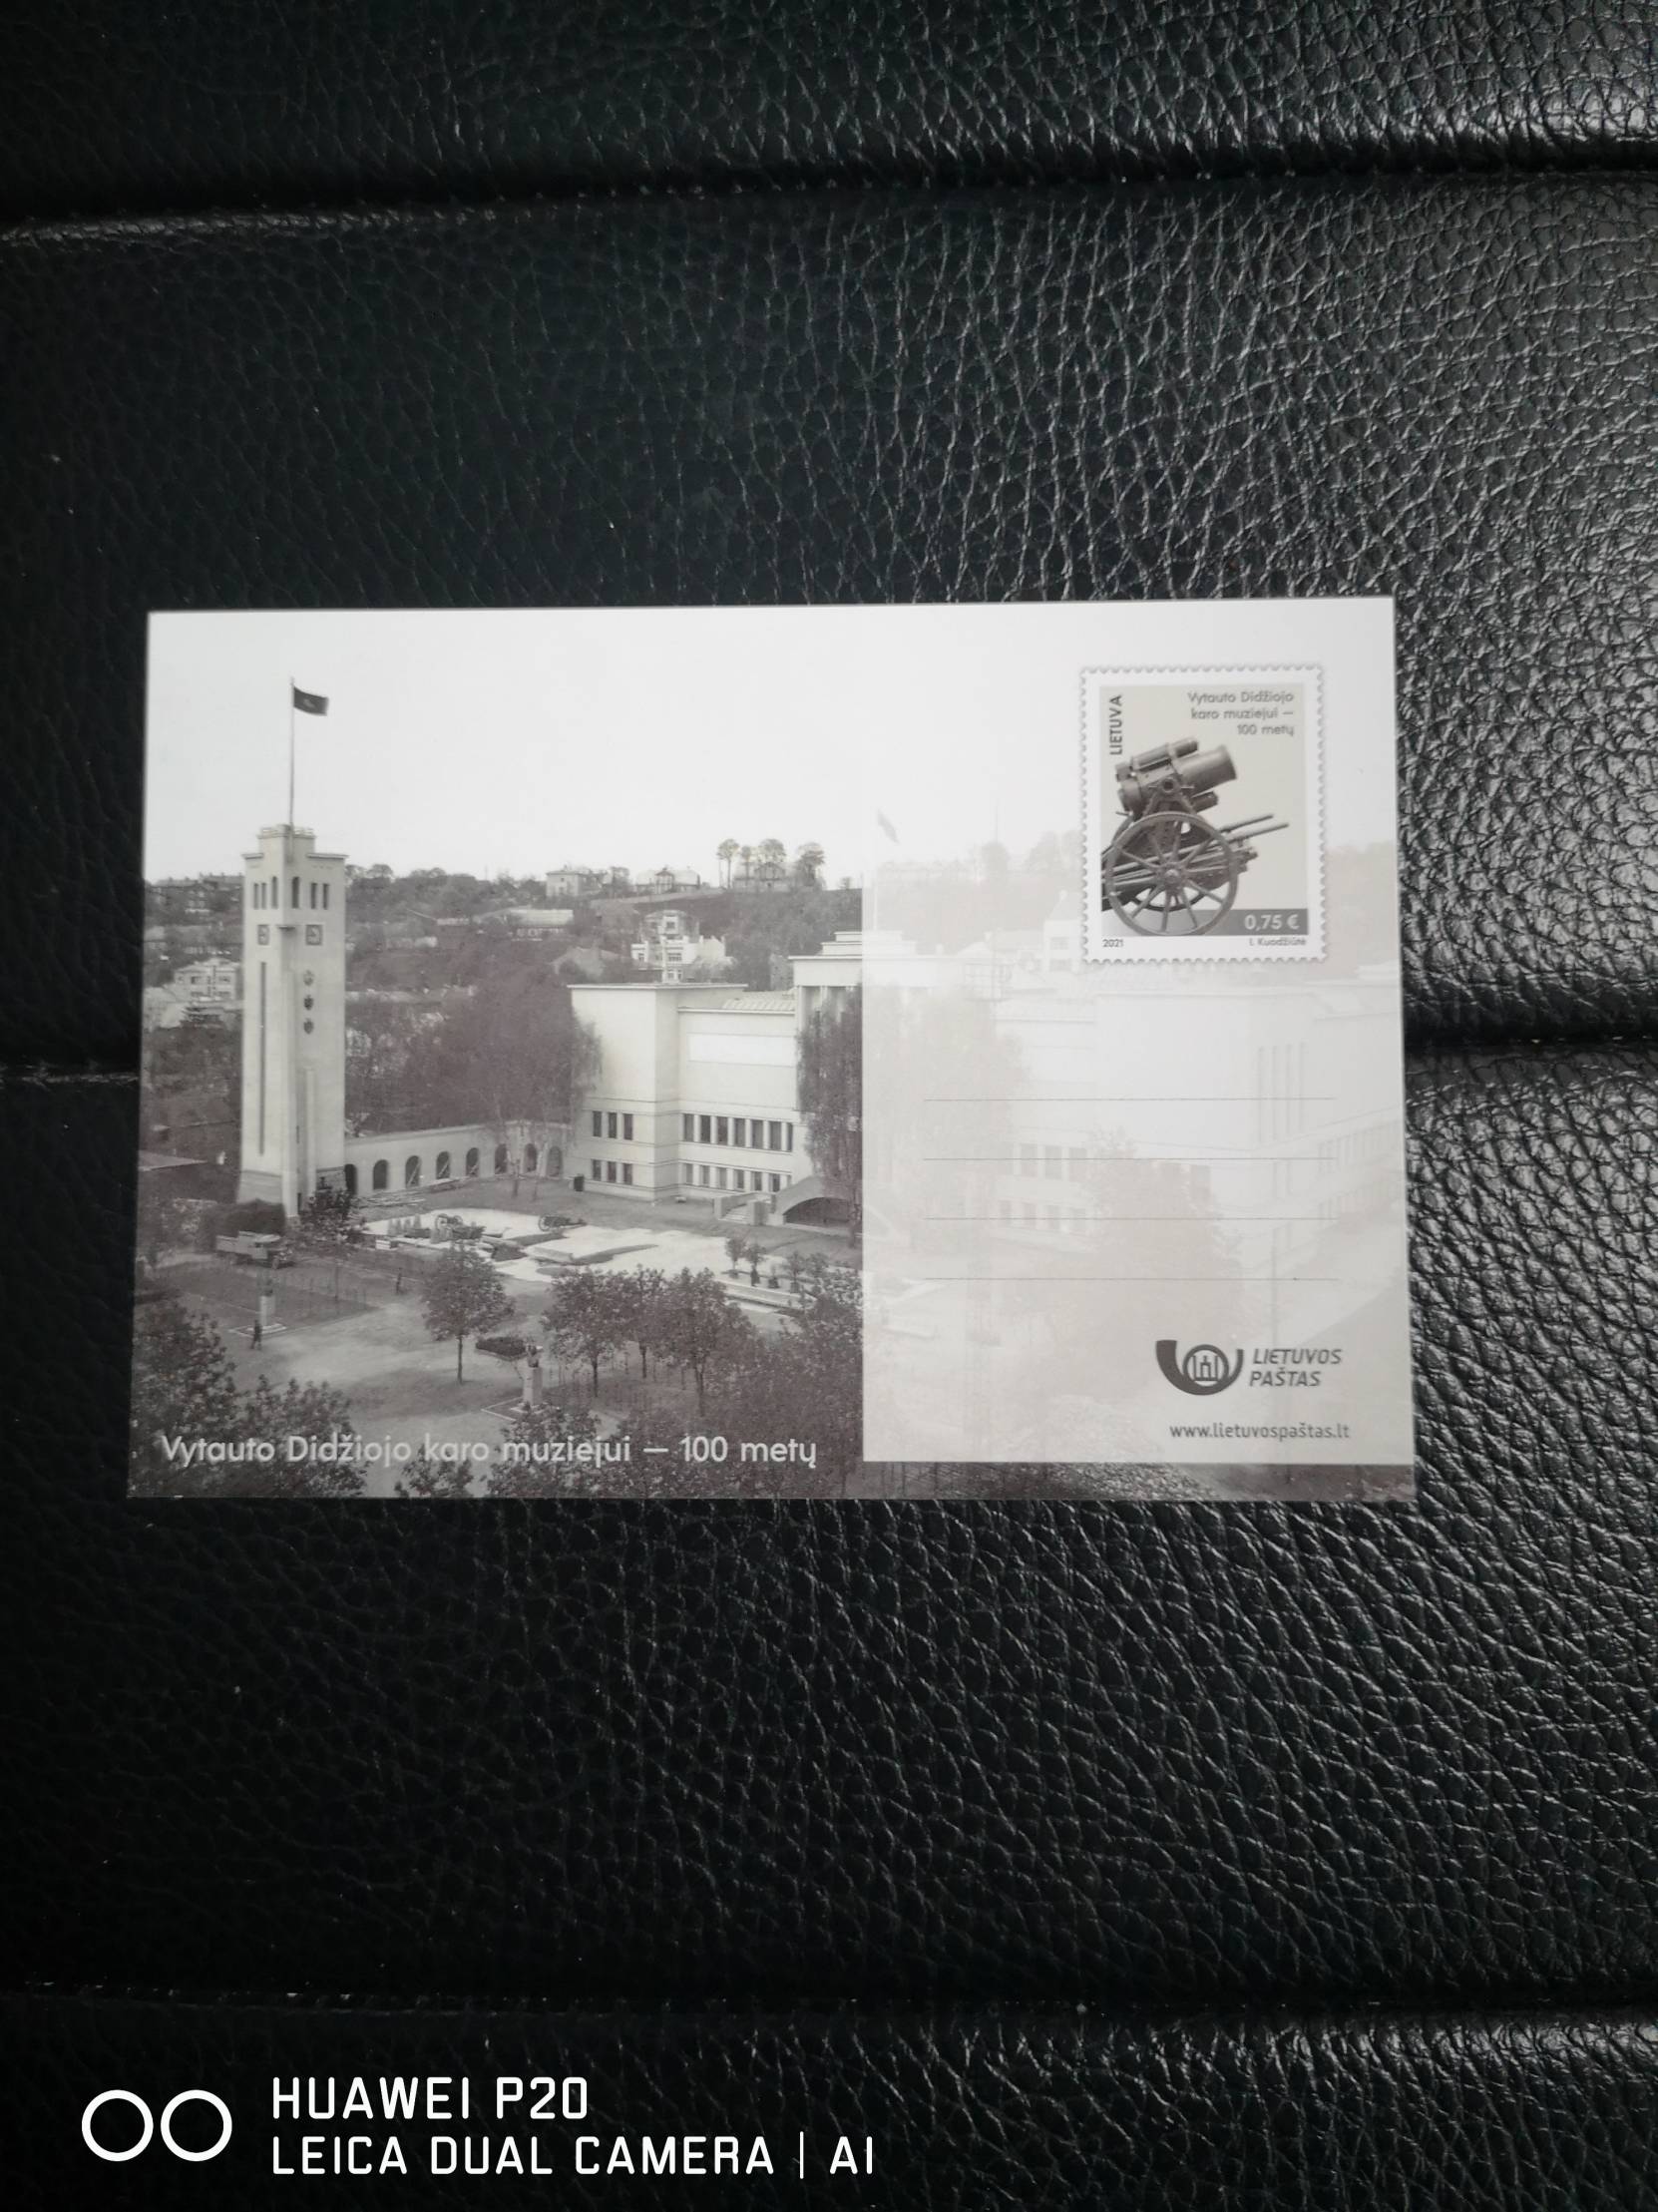 LIETUVA
Vytauto Didžiojo
karo muziejui –
100 metų
0,75 €
2021
I. Kuodžiūtė
LIETUVOS
PAŠTAS
www.lietuvospaštas.lt
Vytauto Didžiojo karo muziejui – 100 metų
HUAWEI P20
LEICA DUAL CAMERA | AI